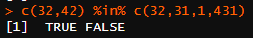 > c(32,42) %in% c(32,31,1,431)
[1]  TRUE FALSE